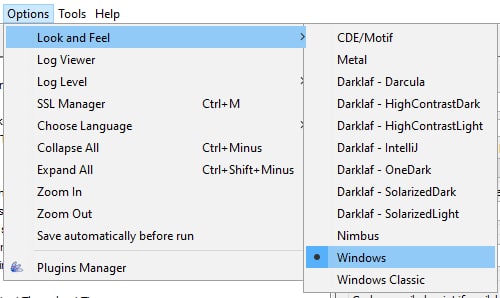 Options Tools Help
Look and Feel
Log Viewer
Log Level
SSL Manager Ctrl+M
Choose Language
Collapse All Ctrl+Minus
Expand All Ctrl+Shift+Minus
Zoom In
Zoom Out
Save automatically before run
Plugins Manager
CDE/Motif
Metal
Darklaf - Darcula
Darklaf - HighContrastDark
Darklaf - HighContrastLight
Darklaf - IntelliJ
Darklaf - OneDark
Darklaf - SolarizedDark
Darklaf - SolarizedLight
Nimbus
Windows
Windows Classic